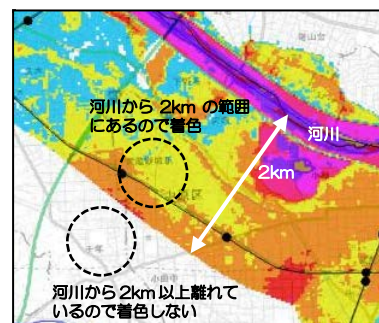 河川から 2km の範囲
にあるので着色
河川
2km
河川から2km以上離れて
いるので着色しない